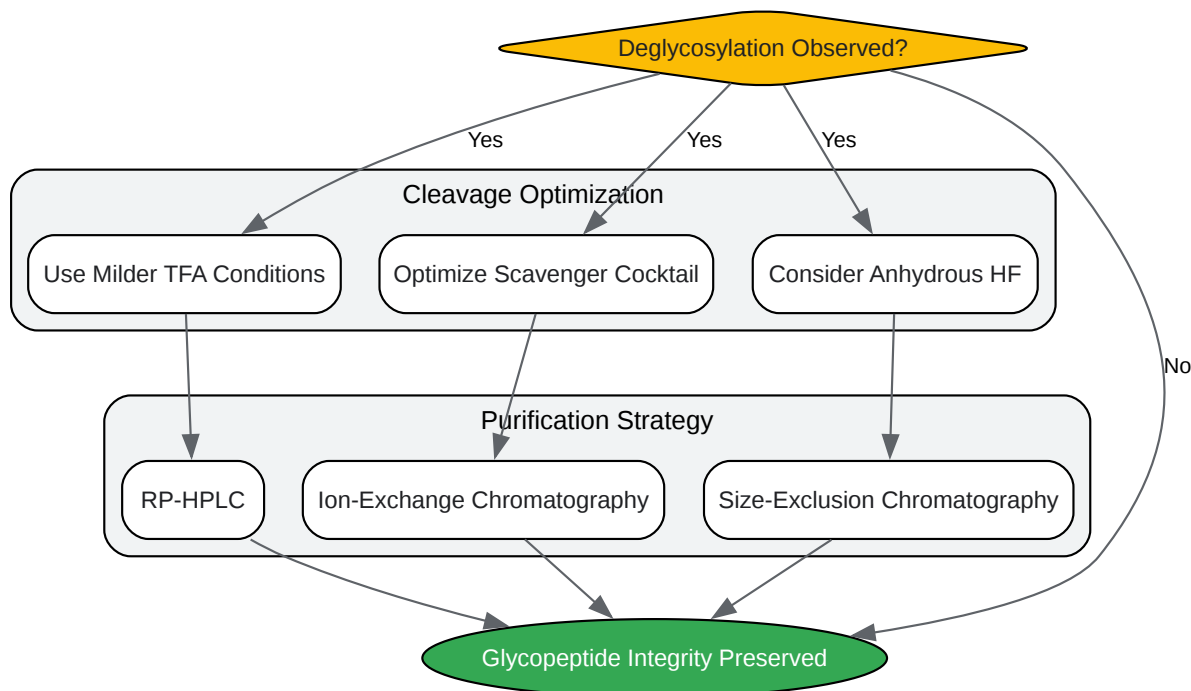 Deglycosylation Observed?
Yes
Yes
Yes
Cleavage Optimization
Use Milder TFA Conditions
Optimize Scavenger Cocktail
Consider Anhydrous HF
No
Purification Strategy
RP-HPLC
Ion-Exchange Chromatography
Size-Exclusion Chromatography
Glycopeptide Integrity Preserved